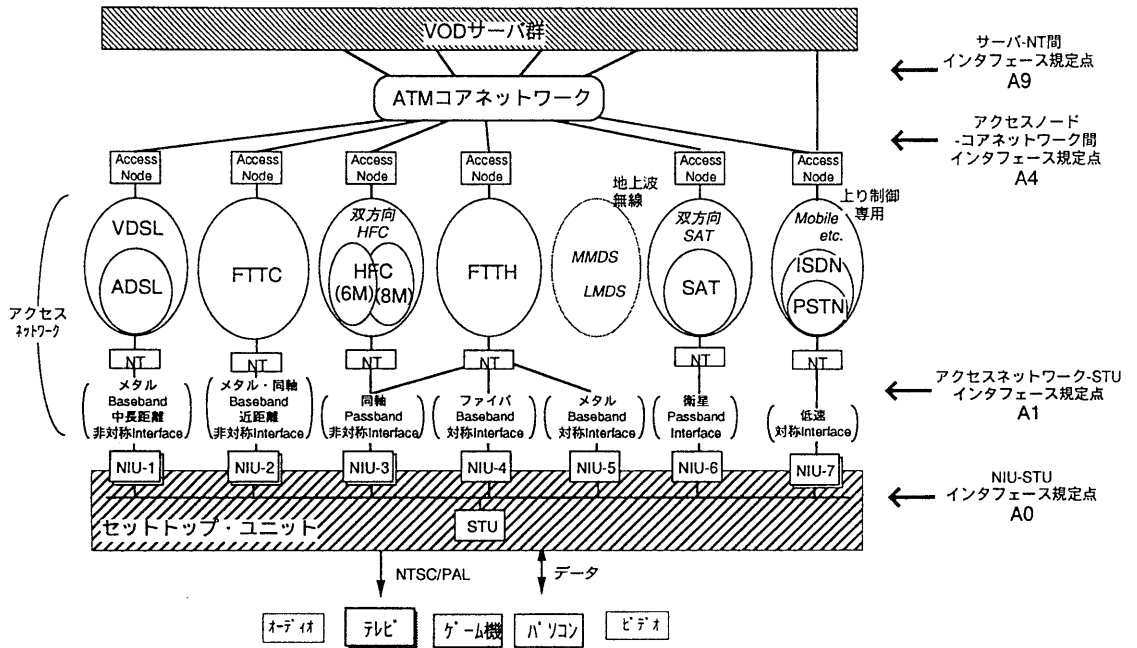 VODサーバ群
サーバ-NT間
インタフェース規定点
A9
ATMコアネットワーク
アクセスノード
-コアネットワーク間
インタフェース規定点
A4
Access
Node
Access
Node
Access
Node
Access
Node
Access
Node
Access
Node
地上波
無線
上り制御
専用
VDSL
ADSL
FTTC
双方向
HFC
HFC
(6M)
(8M)
FTTH
MMDS
LMDS
双方向
SAT
SAT
Mobile
etc.
ISDN
PSTN
アクセス
ネットワーク
NT
NT
NT
NT
NT
NT
メタル
Baseband
中長距離
非対称Interface
メタル・同軸
Baseband
近距離
非対称Interface
同軸
Passband
非対称Interface
ファイバ
Baseband
対称Interface
メタル
Baseband
対称Interface
衛星
Passband
Interface
低速
対称Interface
アクセスネットワーク-STU
インタフェース規定点
A1
NIU-1
NIU-2
NIU-3
NIU-4
NIU-5
NIU-6
NIU-7
NIU-STU
インタフェース規定点
A0
セットトップ・ユニット
STU
NTSC/PAL
データ
オーディオ
テレビ
ゲーム機
パソコン
ビデオ